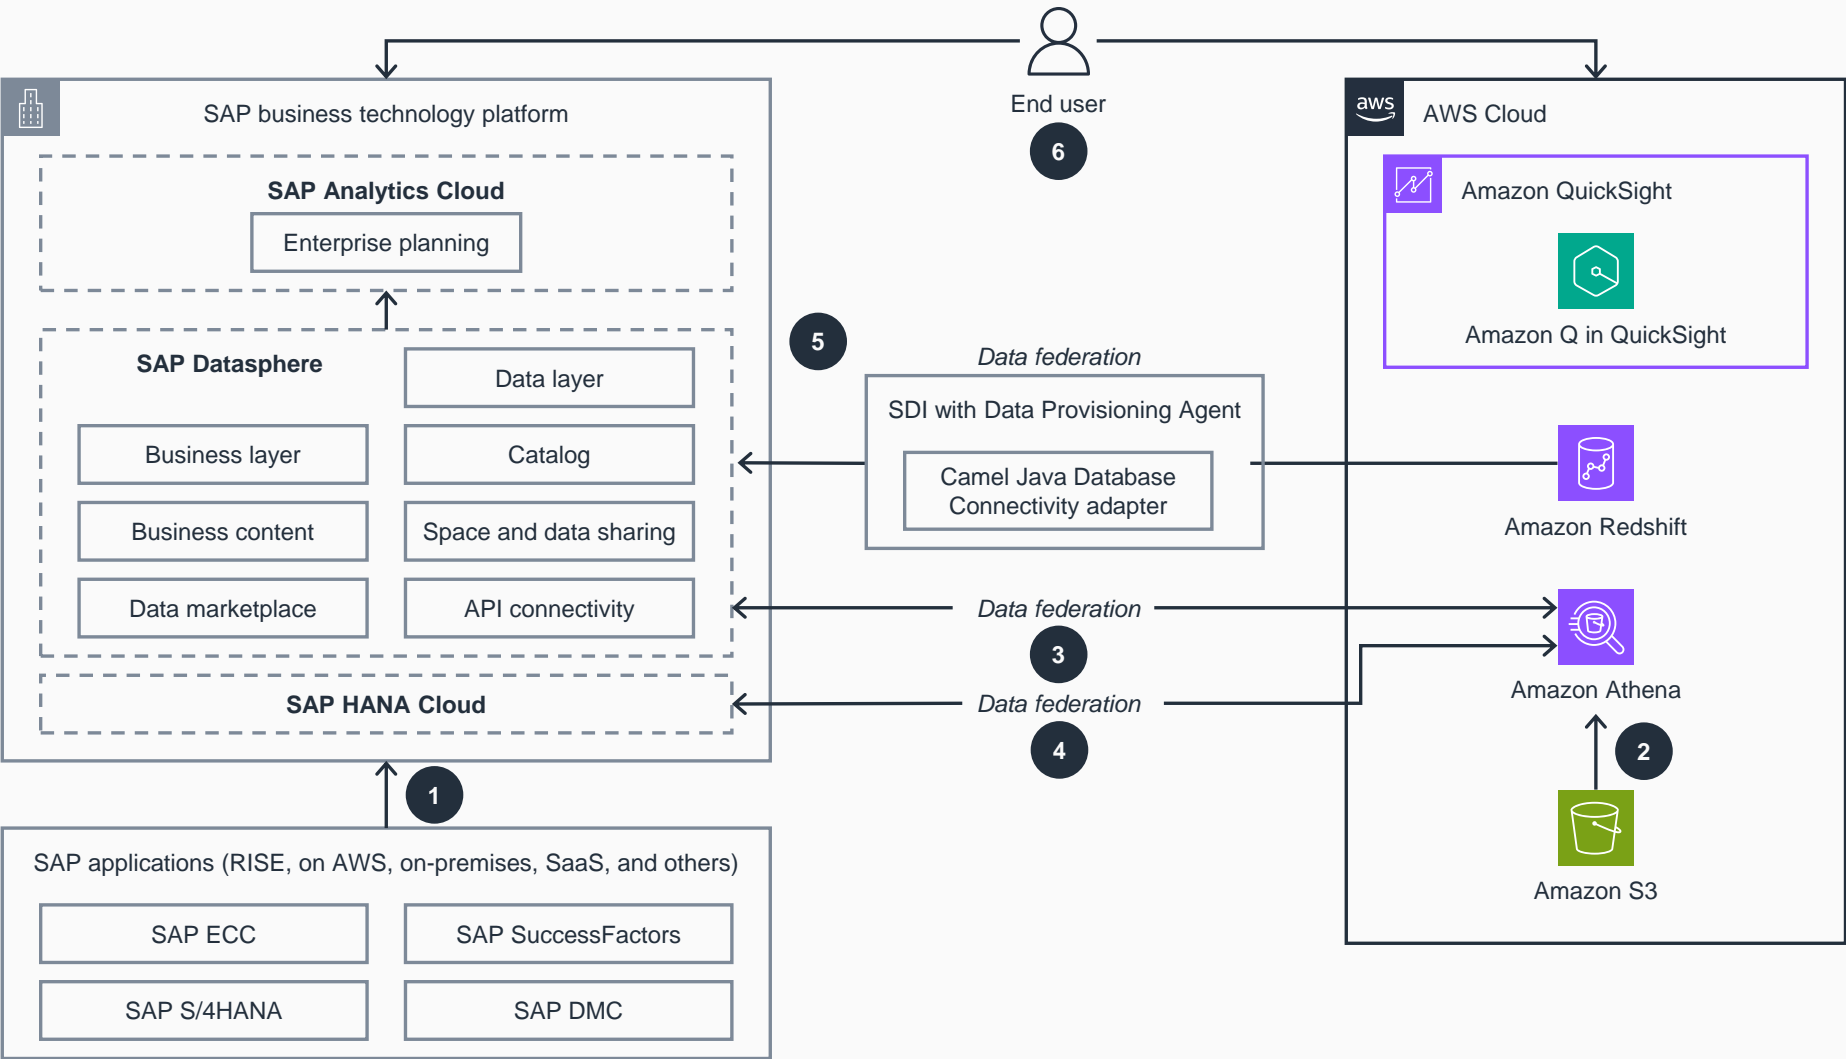 End user
6
SAP business technology platform
SAP Analytics Cloud
Enterprise planning
SAP Datasphere
Data layer
Business layer
Catalog
Business content
Space and data sharing
Data marketplace
API connectivity
SAP HANA Cloud
1
SAP applications (RISE, on AWS, on-premises, SaaS, and others)
SAP ECC
SAP SuccessFactors
SAP S/4HANA
SAP DMC
5
Data federation
SDI with Data Provisioning Agent
Camel Java Database
Connectivity adapter
Data federation
3
Data federation
4
aws
AWS Cloud
Amazon QuickSight
Amazon Q in QuickSight
Amazon Redshift
Amazon Athena
2
Amazon S3